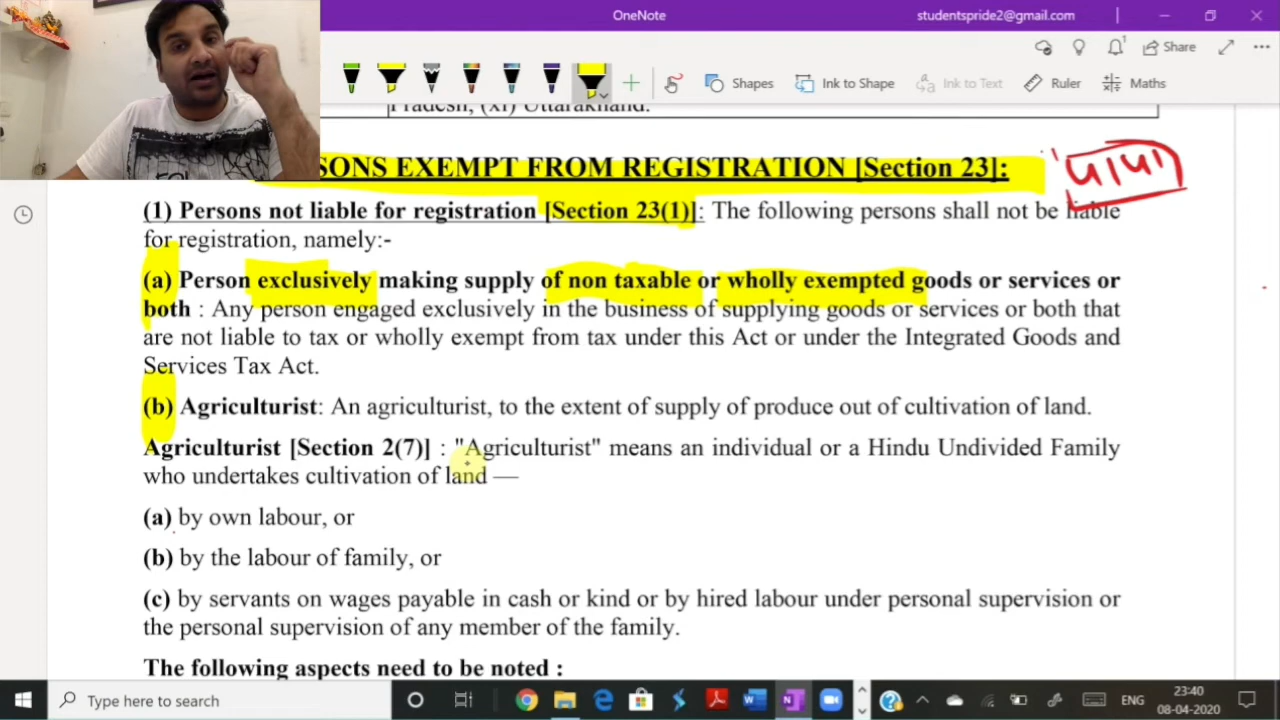 OneNote
studentspride2@gmail.com
Share
Shapes
Ink to Shape
Ink to Text
Ruler
Maths
Pradesh, (xi) Uttarakhand.
SONS EXEMPT FROM REGISTRATION [Section 23]:
(1) Persons not liable for registration [Section 23(1)]: The following persons shall not be liable
for registration, namely:-
(a) Person exclusively making supply of non taxable or wholly exempted goods or services or
both : Any person engaged exclusively in the business of supplying goods or services or both that
are not liable to tax or wholly exempt from tax under this Act or under the Integrated Goods and
Services Tax Act.
(b) Agriculturist: An agriculturist, to the extent of supply of produce out of cultivation of land.
Agriculturist [Section 2(7)] : "Agriculturist" means an individual or a Hindu Undivided Family
who undertakes cultivation of land —
(a) by own labour, or
(b) by the labour of family, or
(c) by servants on wages payable in cash or kind or by hired labour under personal supervision or
the personal supervision of any member of the family.
The following aspects need to be noted :
Type here to search
ENG
23:40
08-04-2020